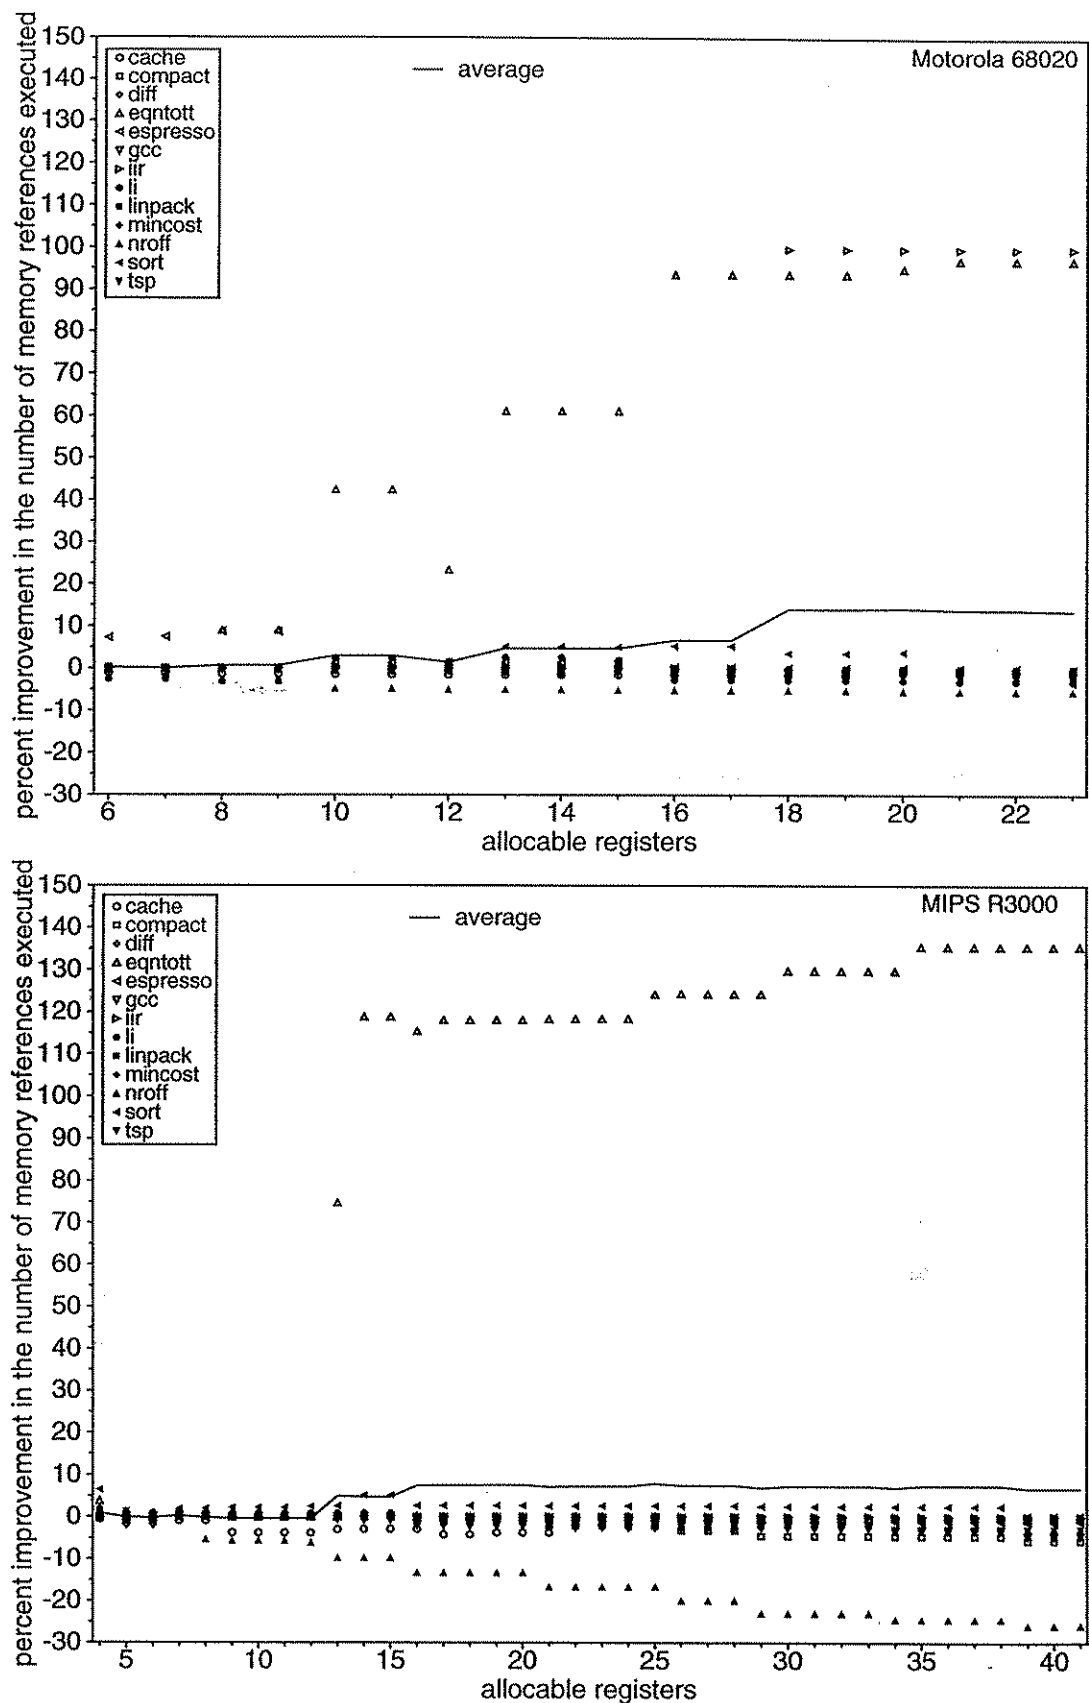 percent improvement in the number of memory references executed
150
140
130
120
110
100
90
80
70
60
50
40
30
20
10
0
-10
-20
-30
cache
compact
diff
eqntott
espresso
gcc
iir
li
linpack
mincost
nroff
sort
tsp
average
Motorola 68020
6 8 10 12 14 16 18 20 22
allocable registers
percent improvement in the number of memory references executed
150
140
130
120
110
100
90
80
70
60
50
40
30
20
10
0
-10
-20
-30
cache
compact
diff
eqntott
espresso
gcc
iir
li
linpack
mincost
nroff
sort
tsp
average
MIPS R3000
5 10 15 20 25 30 35 40
allocable registers